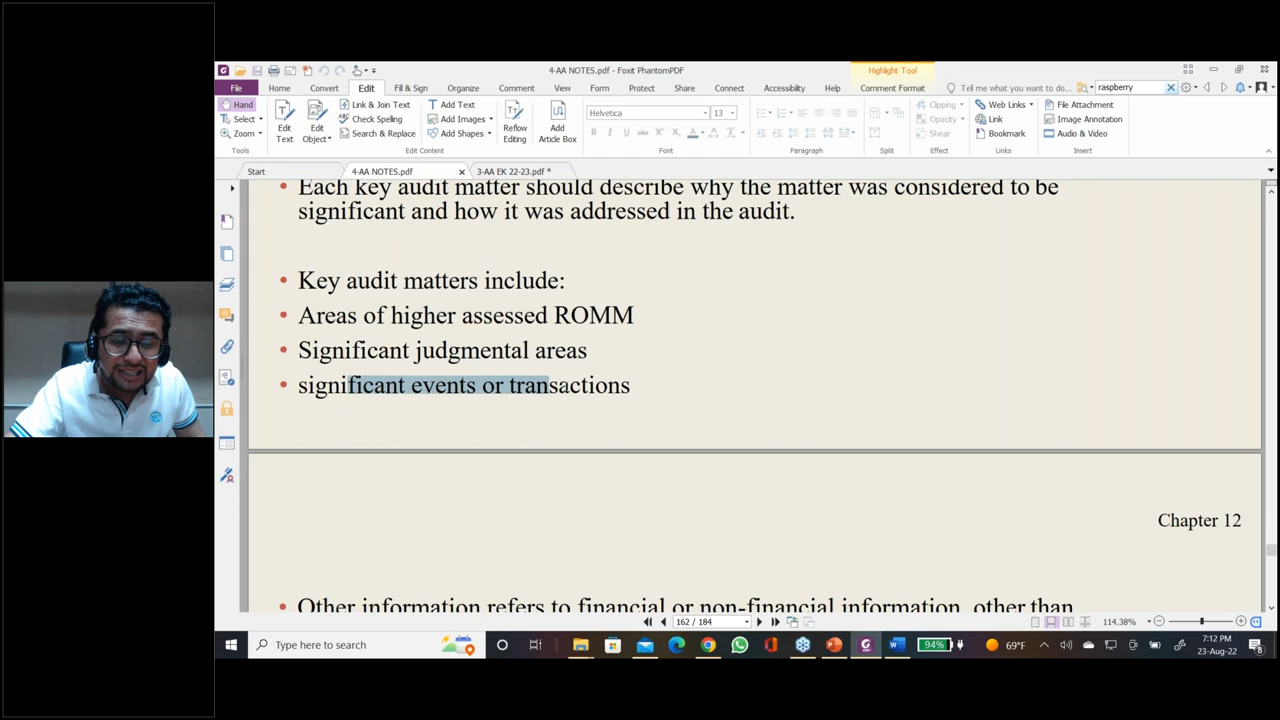 4-AA NOTES.pdf - Foxit PhantomPDF
Highlight Tool
File Home Convert Edit Fill & Sign Organize Comment View Form Protect Share Connect Accessibility Help Comment Format Tell me what you want to do.. raspberry
Hand
Select
Zoom
Tools
Edit Text
Edit Object
Link & Join Text
Check Spelling
Search & Replace
Edit Content
Add Text
Add Images
Add Shapes
Reflow Editing
Add Article Box
Helvetica 13
B I U abc X² X₂ A
Font
Paragraph
Split
Clipping
Opacity
Shear
Effect
Web Links
Link
Bookmark
Links
File Attachment
Image Annotation
Audio & Video
Insert
Start 4-AA NOTES.pdf 3-AA EK 22-23.pdf *
• Each key audit matter should describe why the matter was considered to be
significant and how it was addressed in the audit.
• Key audit matters include:
• Areas of higher assessed ROMM
• Significant judgmental areas
• significant events or transactions
Chapter 12
• Other information refers to financial or non-financial information, other than
162 / 184
114.38%
Type here to search
94%
69°F
7:12 PM
23-Aug-22
8